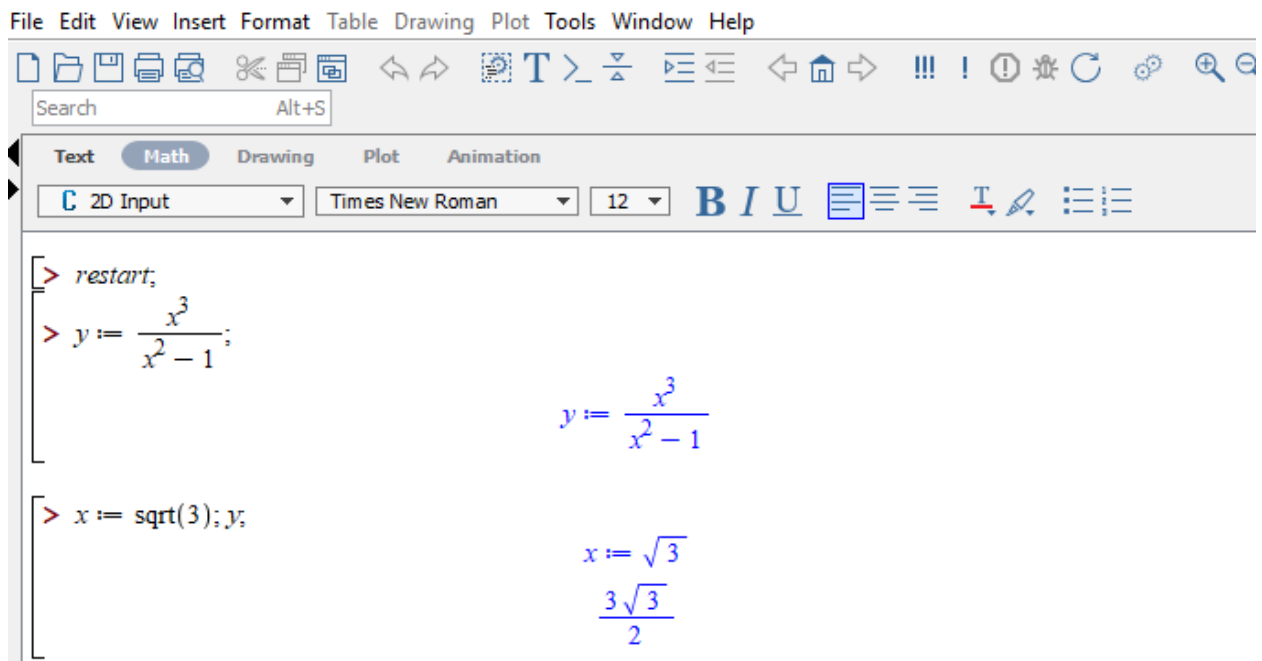 File Edit View Insert Format Table Drawing Plot Tools Window Help
T !!! !
Search Alt+S
Text Math Drawing Plot Animation
C 2D Input Times New Roman 12 B I U T
> restart;
> y := x^3/(x^2 − 1);
y := x^3/(x^2 − 1)
> x := sqrt(3); y;
x := √3
3√3/2